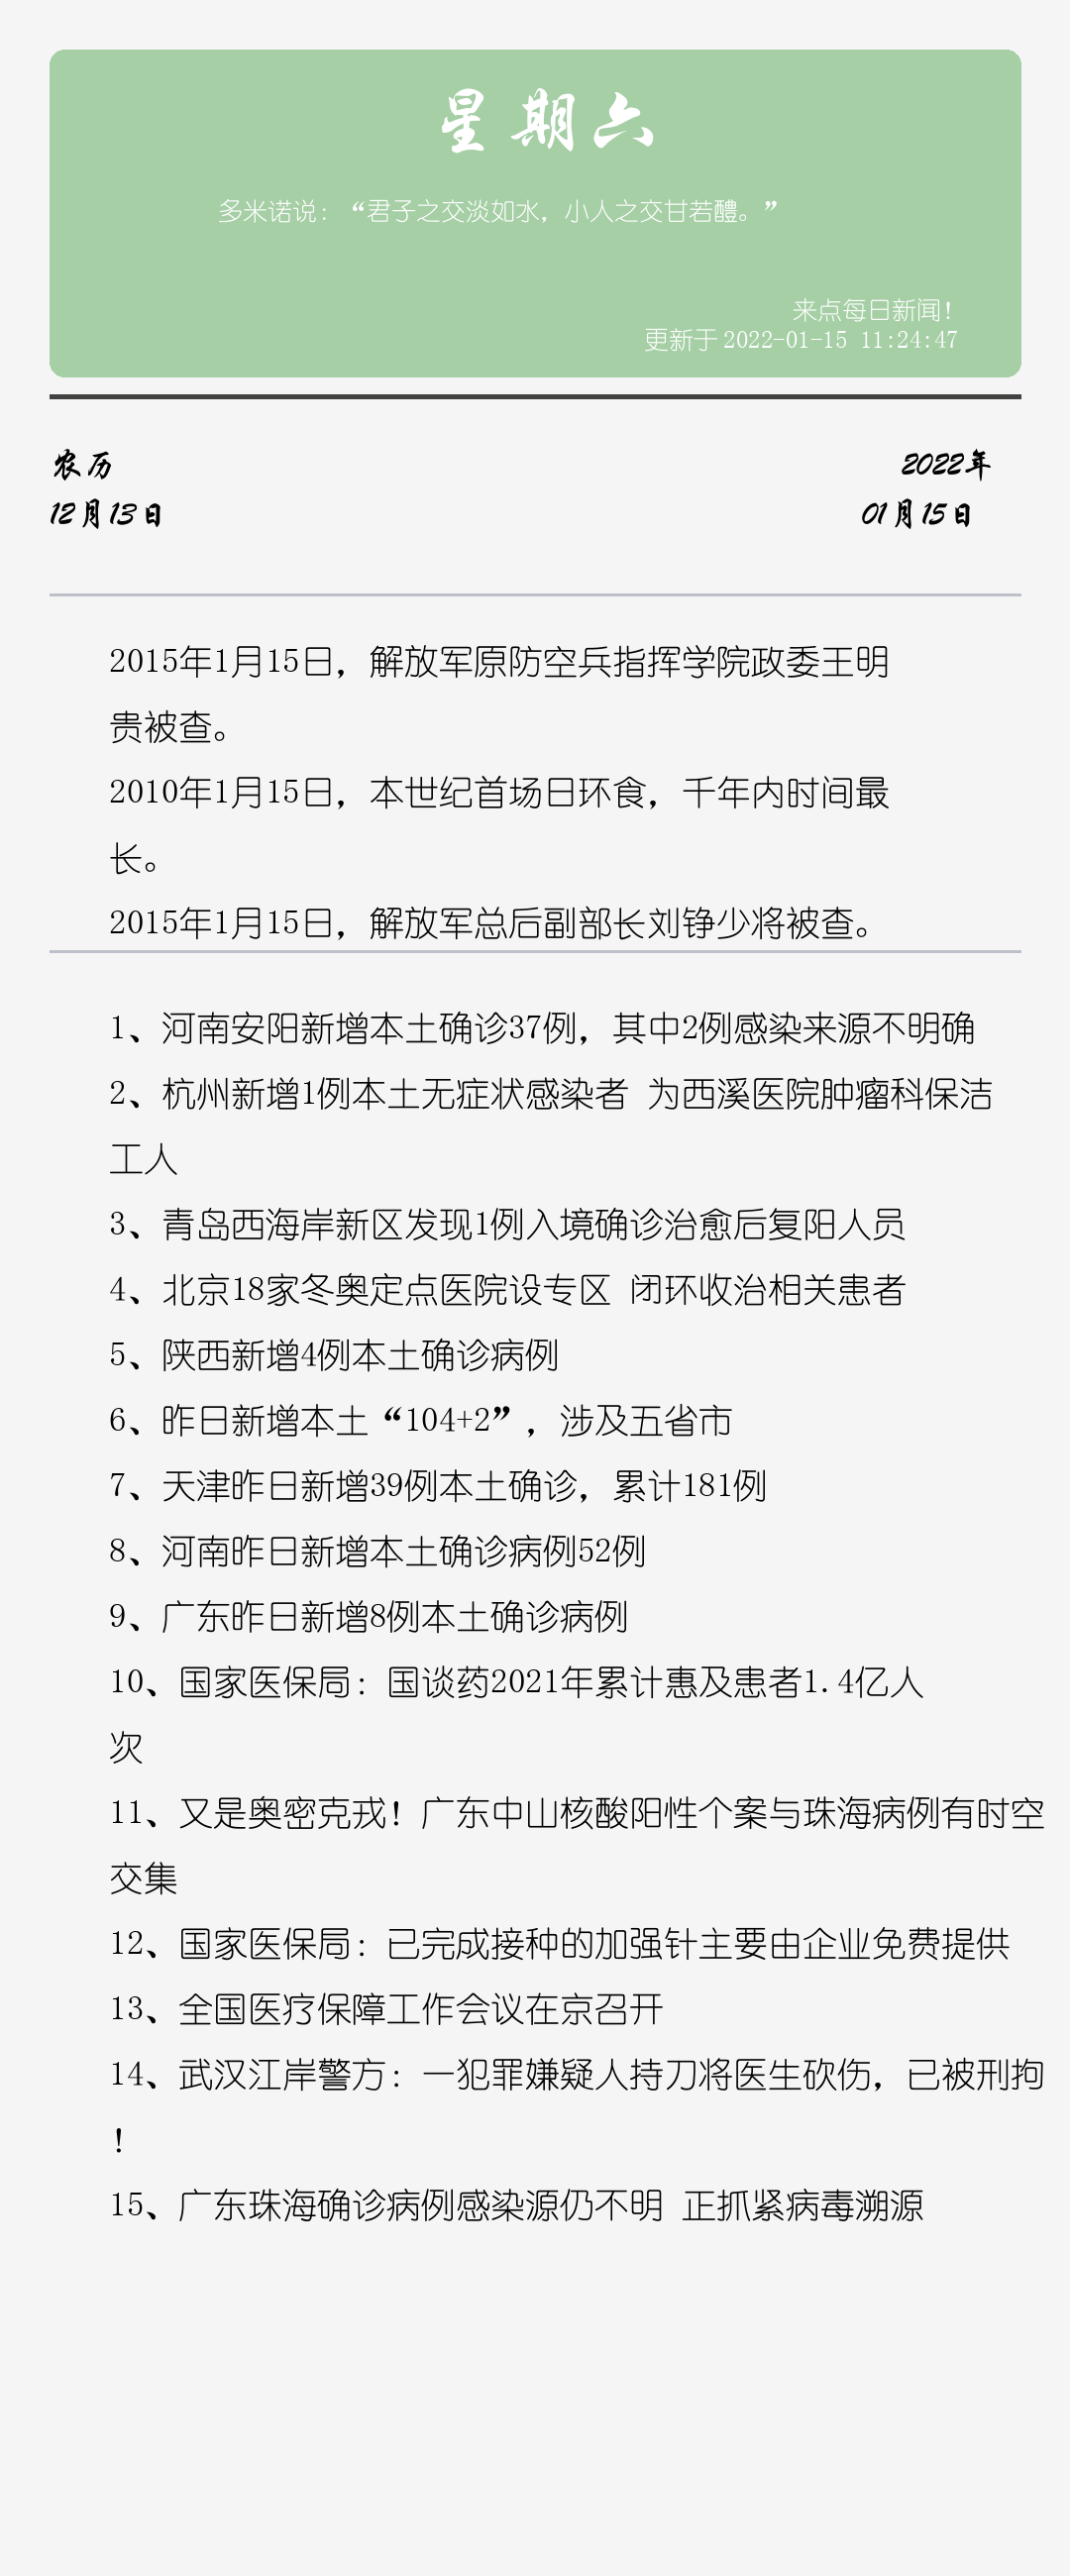 星期六
多米诺说：“君子之交淡如水，小人之交甘若醴。”
来点每日新闻！
更新于 2022-01-15 11:24:47
农历
2022年
12月13日
01月15日
2015年1月15日，解放军原防空兵指挥学院政委王明
贵被查。
2010年1月15日，本世纪首场日环食，千年内时间最
长。
2015年1月15日，解放军总后副部长刘铮少将被查。
1、河南安阳新增本土确诊37例，其中2例感染来源不明确
2、杭州新增1例本土无症状感染者 为西溪医院肿瘤科保洁
工人
3、青岛西海岸新区发现1例入境确诊治愈后复阳人员
4、北京18家冬奥定点医院设专区 闭环收治相关患者
5、陕西新增4例本土确诊病例
6、昨日新增本土“104+2”，涉及五省市
7、天津昨日新增39例本土确诊，累计181例
8、河南昨日新增本土确诊病例52例
9、广东昨日新增8例本土确诊病例
10、国家医保局：国谈药2021年累计惠及患者1.4亿人
次
11、又是奥密克戎！广东中山核酸阳性个案与珠海病例有时空
交集
12、国家医保局：已完成接种的加强针主要由企业免费提供
13、全国医疗保障工作会议在京召开
14、武汉江岸警方：一犯罪嫌疑人持刀将医生砍伤，已被刑拘
！
15、广东珠海确诊病例感染源仍不明 正抓紧病毒溯源